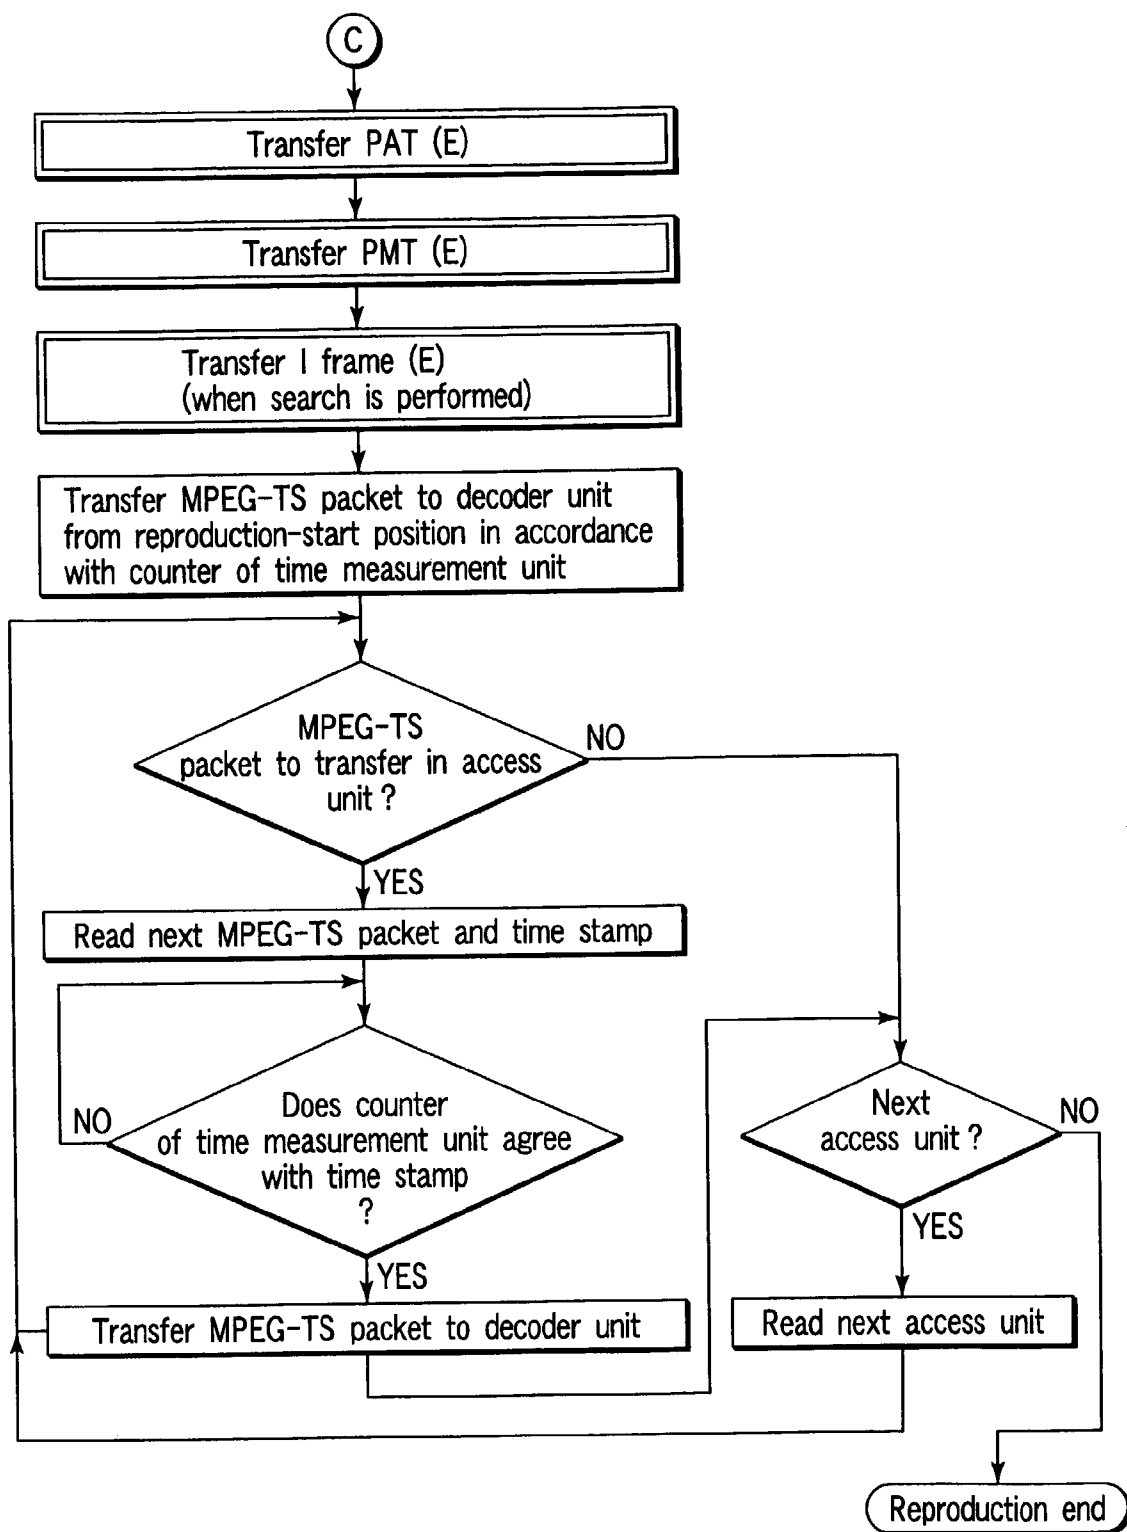 C
Transfer PAT (E)
Transfer PMT (E)
Transfer I frame (E)
(when search is performed)
Transfer MPEG-TS packet to decoder unit
from reproduction-start position in accordance
with counter of time measurement unit
MPEG-TS
packet to transfer in access
unit ?
NO
YES
Read next MPEG-TS packet and time stamp
Does counter
of time measurement unit agree
with time stamp
?
NO
YES
Transfer MPEG-TS packet to decoder unit
Next
access unit ?
NO
YES
Read next access unit
Reproduction end